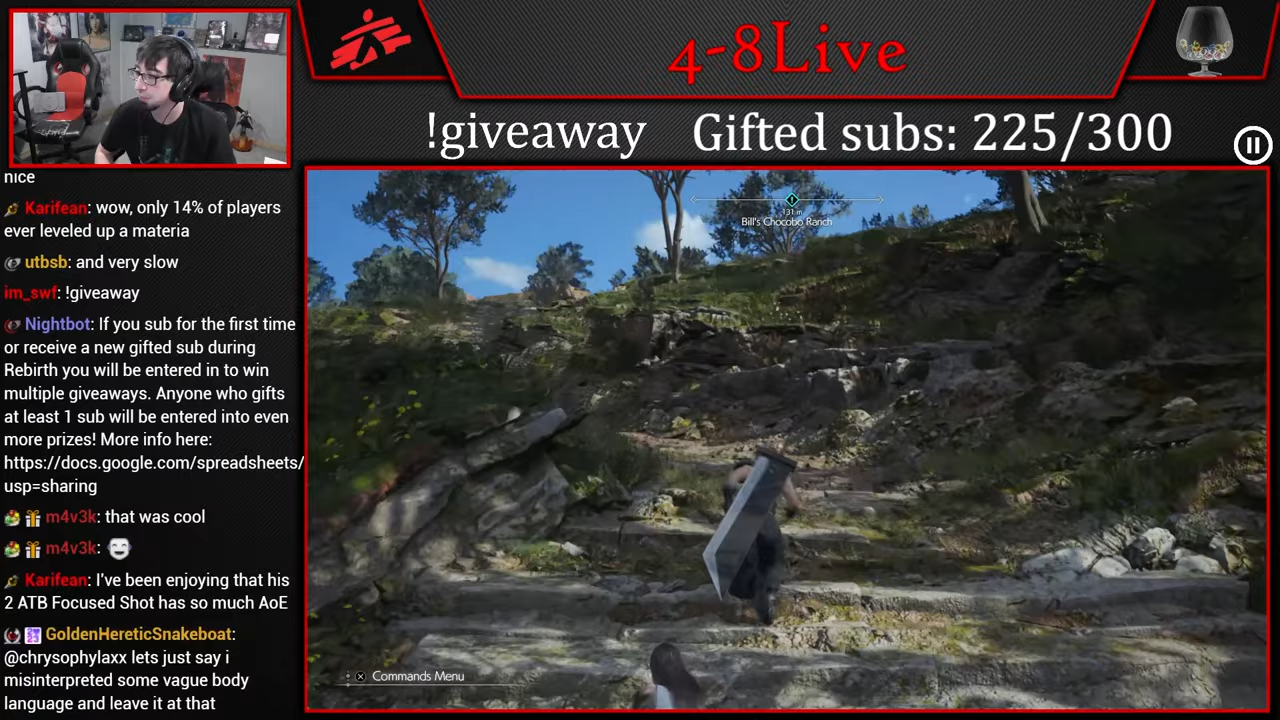 4-8Live
!giveaway Gifted subs: 225/300
nice
Karifean: wow, only 14% of players
ever leveled up a materia
utbsb: and very slow
im_swf: !giveaway
Nightbot: If you sub for the first time
or receive a new gifted sub during
Rebirth you will be entered in to win
multiple giveaways. Anyone who gifts
at least 1 sub will be entered into even
more prizes! More info here:
https://docs.google.com/spreadsheets/
usp=sharing
m4v3k: that was cool
m4v3k:
Karifean: I've been enjoying that his
2 ATB Focused Shot has so much AoE
GoldenHereticSnakeboat:
@chrysophylaxx lets just say i
misinterpreted some vague body
language and leave it at that
131 m
Bill's Chocobo Ranch
Commands Menu